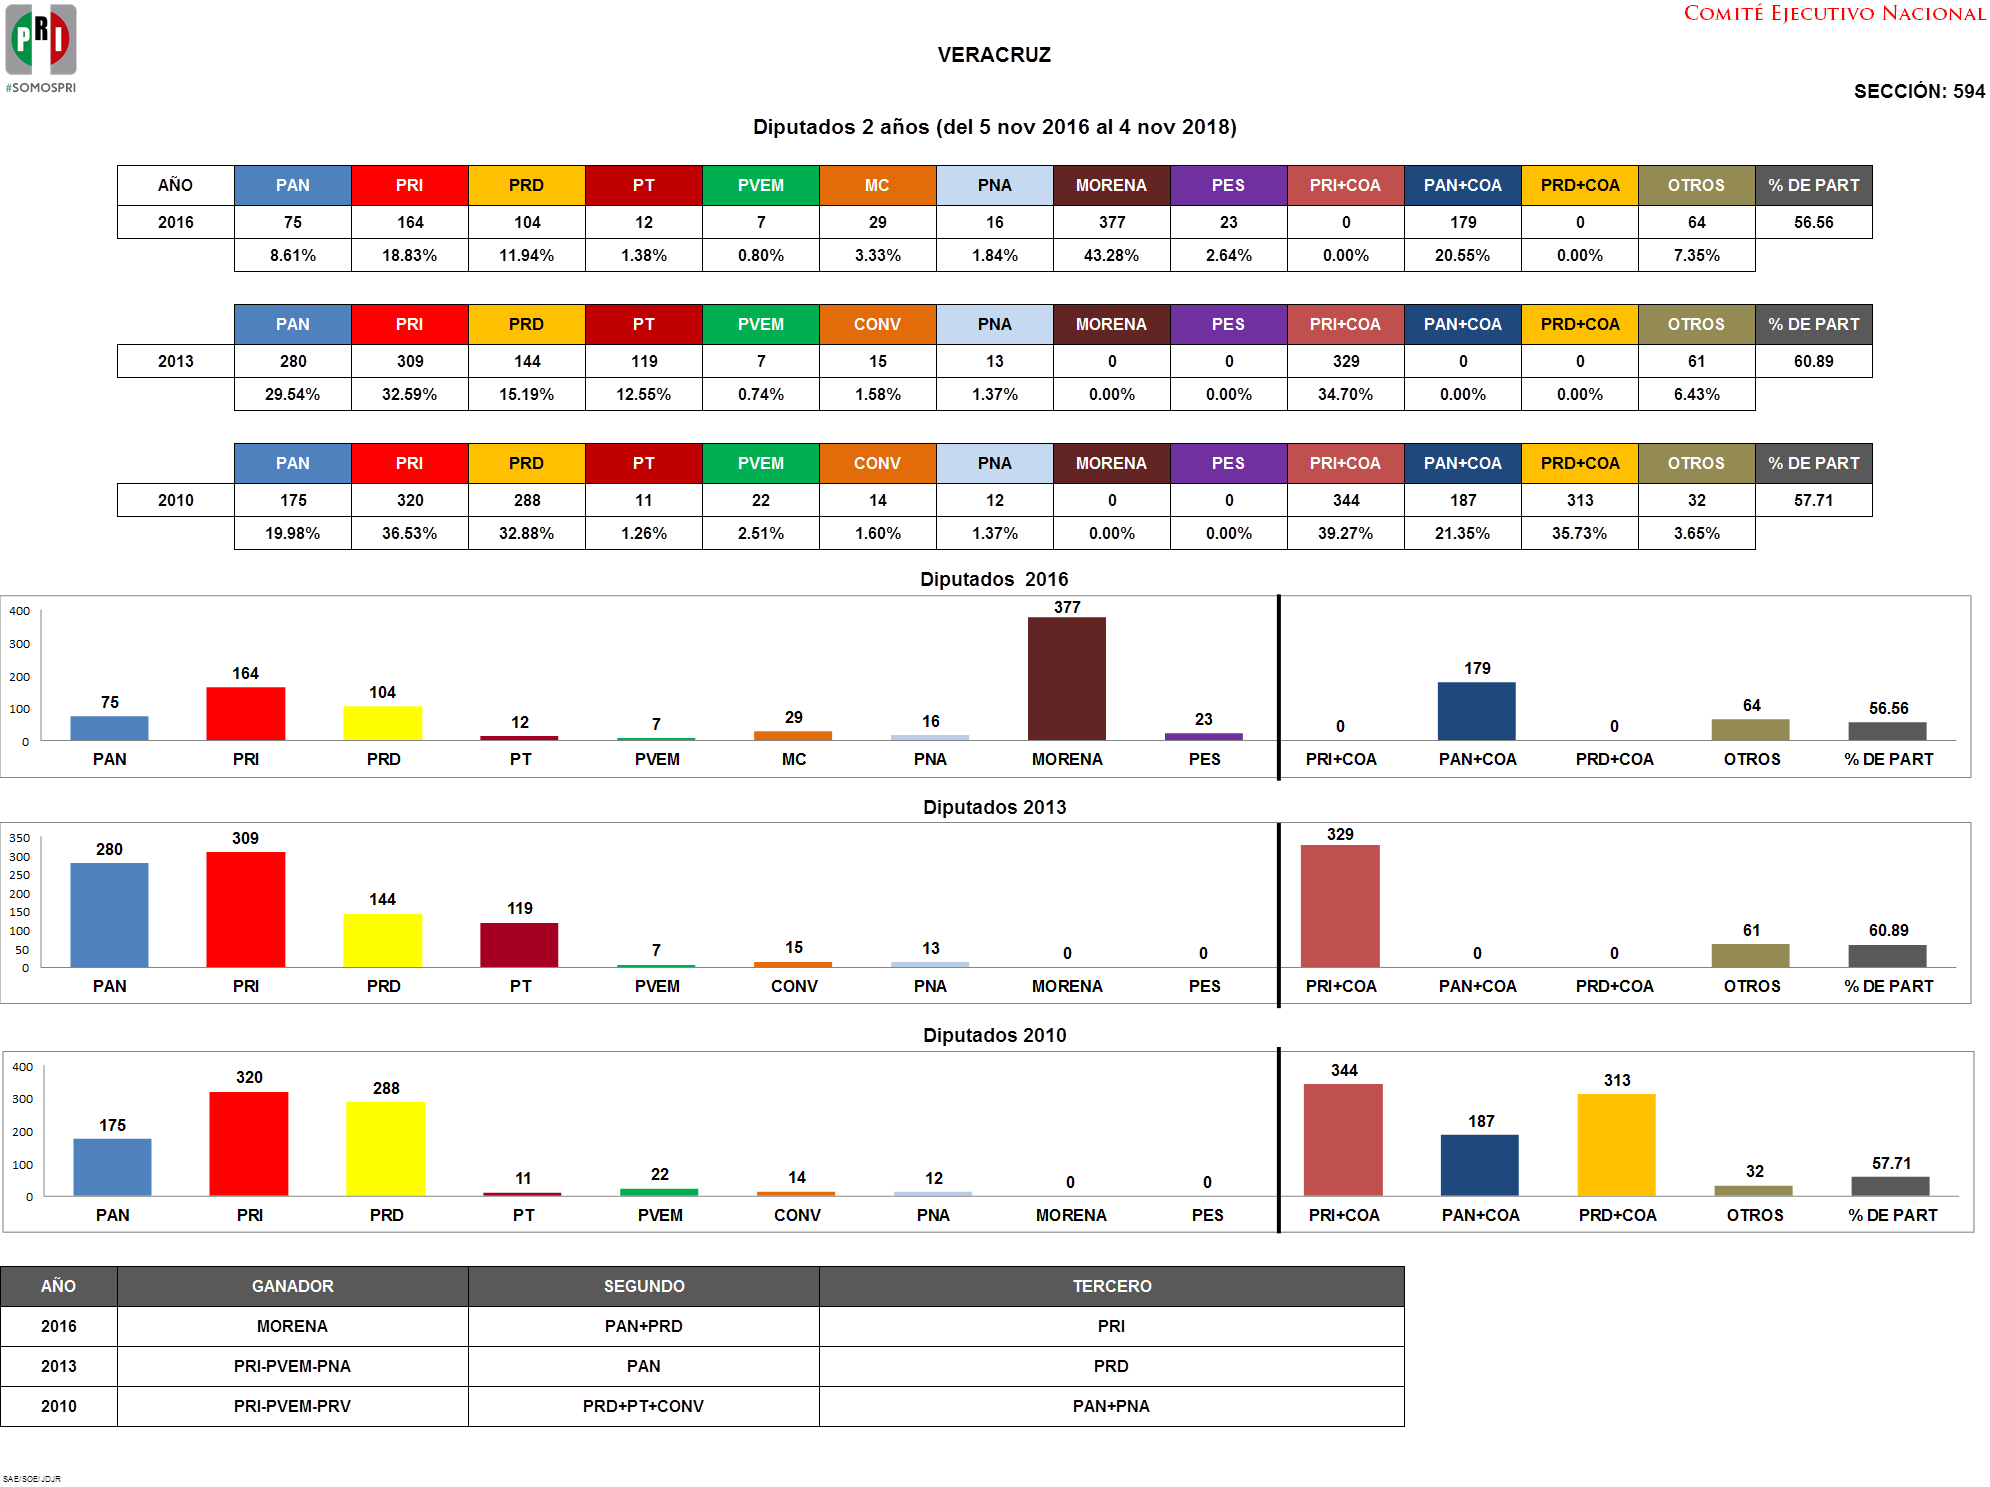 COMITÉ EJECUTIVO NACIONAL
PRI
#SOMOSPRI
VERACRUZ
SECCIÓN: 594
Diputados 2 años (del 5 nov 2016 al 4 nov 2018)
AÑO PAN PRI PRD PT PVEM MC PNA MORENA PES PRI+COA PAN+COA PRD+COA OTROS % DE PART
2016 75 164 104 12 7 29 16 377 23 0 179 0 64 56.56
8.61% 18.83% 11.94% 1.38% 0.80% 3.33% 1.84% 43.28% 2.64% 0.00% 20.55% 0.00% 7.35%
PAN PRI PRD PT PVEM CONV PNA MORENA PES PRI+COA PAN+COA PRD+COA OTROS % DE PART
2013 280 309 144 119 7 15 13 0 0 329 0 0 61 60.89
29.54% 32.59% 15.19% 12.55% 0.74% 1.58% 1.37% 0.00% 0.00% 34.70% 0.00% 0.00% 6.43%
PAN PRI PRD PT PVEM CONV PNA MORENA PES PRI+COA PAN+COA PRD+COA OTROS % DE PART
2010 175 320 288 11 22 14 12 0 0 344 187 313 32 57.71
19.98% 36.53% 32.88% 1.26% 2.51% 1.60% 1.37% 0.00% 0.00% 39.27% 21.35% 35.73% 3.65%
Diputados 2016
400
300
200
100
0
75 164 104 12 7 29 16 377 23 0 179 0 64 56.56
PAN PRI PRD PT PVEM MC PNA MORENA PES PRI+COA PAN+COA PRD+COA OTROS % DE PART
Diputados 2013
350
300
250
200
150
100
50
0
280 309 144 119 7 15 13 0 0 329 0 0 61 60.89
PAN PRI PRD PT PVEM CONV PNA MORENA PES PRI+COA PAN+COA PRD+COA OTROS % DE PART
Diputados 2010
400
300
200
100
0
175 320 288 11 22 14 12 0 0 344 187 313 32 57.71
PAN PRI PRD PT PVEM CONV PNA MORENA PES PRI+COA PAN+COA PRD+COA OTROS % DE PART
AÑO GANADOR SEGUNDO TERCERO
2016 MORENA PAN+PRD PRI
2013 PRI-PVEM-PNA PAN PRD
2010 PRI-PVEM-PRV PRD+PT+CONV PAN+PNA
SAE/SOE/JDJR